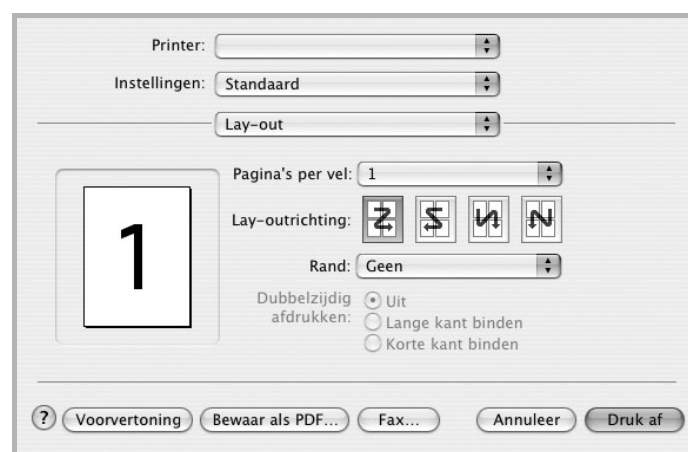 Printer:
Instellingen: Standaard
Lay-out
Pagina's per vel: 1
1
Lay-outrichting:
Rand: Geen
Dubbelzijdig afdrukken: Uit
Lange kant binden
Korte kant binden
? Voorvertoning Bewaar als PDF... Fax... Annuleer Druk af